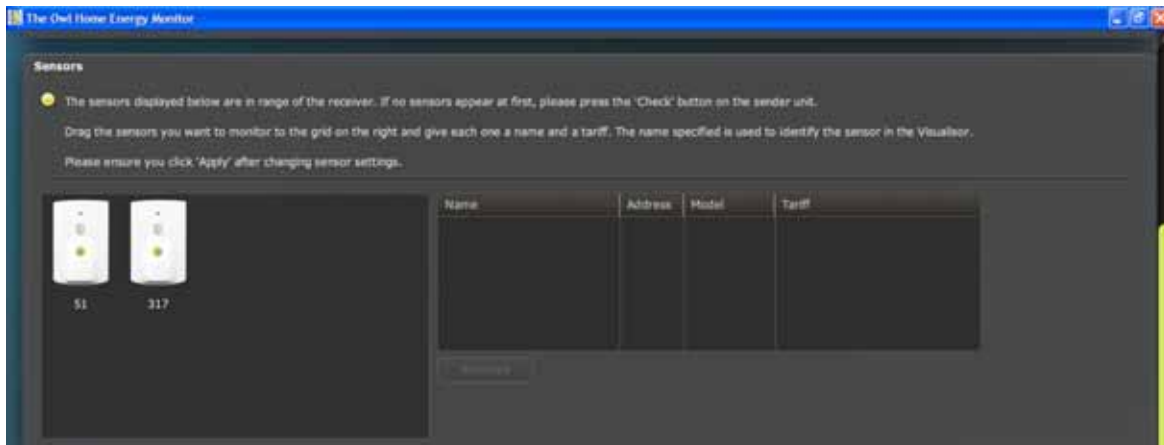 The Owl Home Energy Monitor
Sensors
The sensors displayed below are in range of the receiver. If no sensors appear at first, please press the 'Check' button on the sender unit.
Drag the sensors you want to monitor to the grid on the right and give each one a name and a tariff. The name specified is used to identify the sensor in the Visualisor.
Please ensure you click 'Apply' after changing sensor settings.
Name Address Model Tariff
51 317